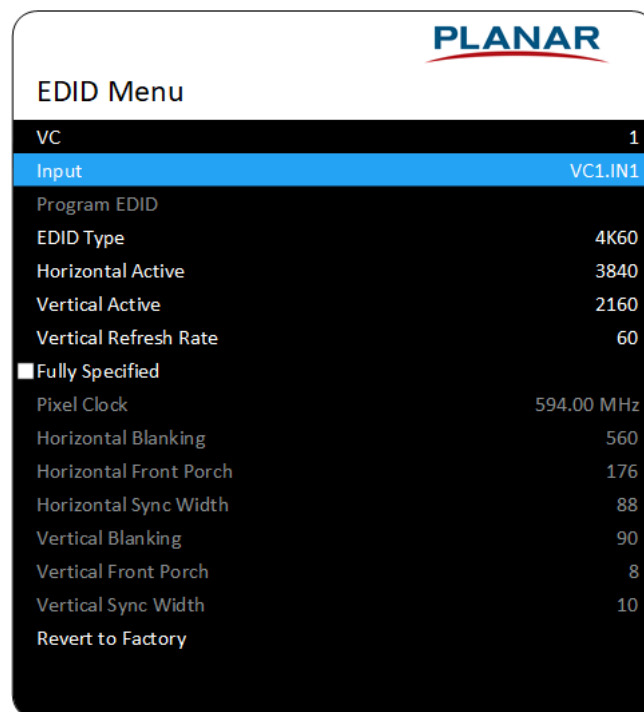 PLANAR
EDID Menu
VC 1
Input VC1.IN1
Program EDID
EDID Type 4K60
Horizontal Active 3840
Vertical Active 2160
Vertical Refresh Rate 60
Fully Specified
Pixel Clock 594.00 MHz
Horizontal Blanking 560
Horizontal Front Porch 176
Horizontal Sync Width 88
Vertical Blanking 90
Vertical Front Porch 8
Vertical Sync Width 10
Revert to Factory